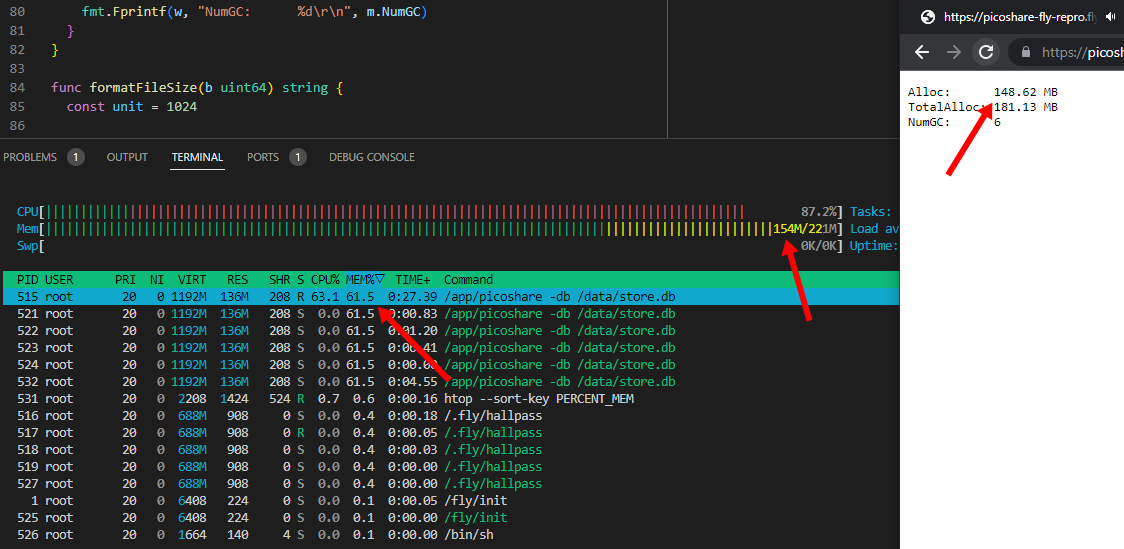 80 fmt.Fprintf(w, "NumGC:      %d\r\n", m.NumGC)
81 }
82 }
83
84 func formatFileSize(b uint64) string {
85 const unit = 1024
86
PROBLEMS 1 OUTPUT TERMINAL PORTS 1 DEBUG CONSOLE
CPU[ 87.2%] Tasks:
Mem[ 154M/221M] Load av
Swp[ 0K/0K] Uptime:
PID USER PRI NI VIRT RES SHR S CPU% MEM%▽ TIME+ Command
515 root 20 0 1192M 136M 208 R 63.1 61.5 0:27.39 /app/picoshare -db /data/store.db
521 root 20 0 1192M 136M 208 S 0.0 61.5 0:00.83 /app/picoshare -db /data/store.db
522 root 20 0 1192M 136M 208 S 0.0 61.5 0:01.20 /app/picoshare -db /data/store.db
523 root 20 0 1192M 136M 208 S 0.0 61.5 /app/picoshare -db /data/store.db
524 root 20 0 1192M 136M 208 S 0.0 61.5 /app/picoshare -db /data/store.db
532 root 20 0 1192M 136M 208 S 0.0 61.5 0:04.55 /app/picoshare -db /data/store.db
531 root 20 0 2208 1424 524 R 0.7 0.6 0:00.16 htop --sort-key PERCENT_MEM
516 root 20 0 688M 908 0 S 0.0 0.4 0:00.18 /.fly/hallpass
517 root 20 0 688M 908 0 R 0.0 0.4 0:00.05 /.fly/hallpass
518 root 20 0 688M 908 0 S 0.0 0.4 0:00.03 /.fly/hallpass
519 root 20 0 688M 908 0 S 0.0 0.4 0:00.00 /.fly/hallpass
527 root 20 0 688M 908 0 S 0.0 0.4 0:00.00 /.fly/hallpass
1 root 20 0 6408 224 0 S 0.0 0.1 0:00.05 /fly/init
525 root 20 0 6408 224 0 S 0.0 0.1 0:00.00 /fly/init
526 root 20 0 1664 140 4 S 0.0 0.1 0:00.00 /bin/sh
https://picoshare-fly-repro.fl
https://picosh
Alloc: 148.62 MB
TotalAlloc: 181.13 MB
NumGC: 6